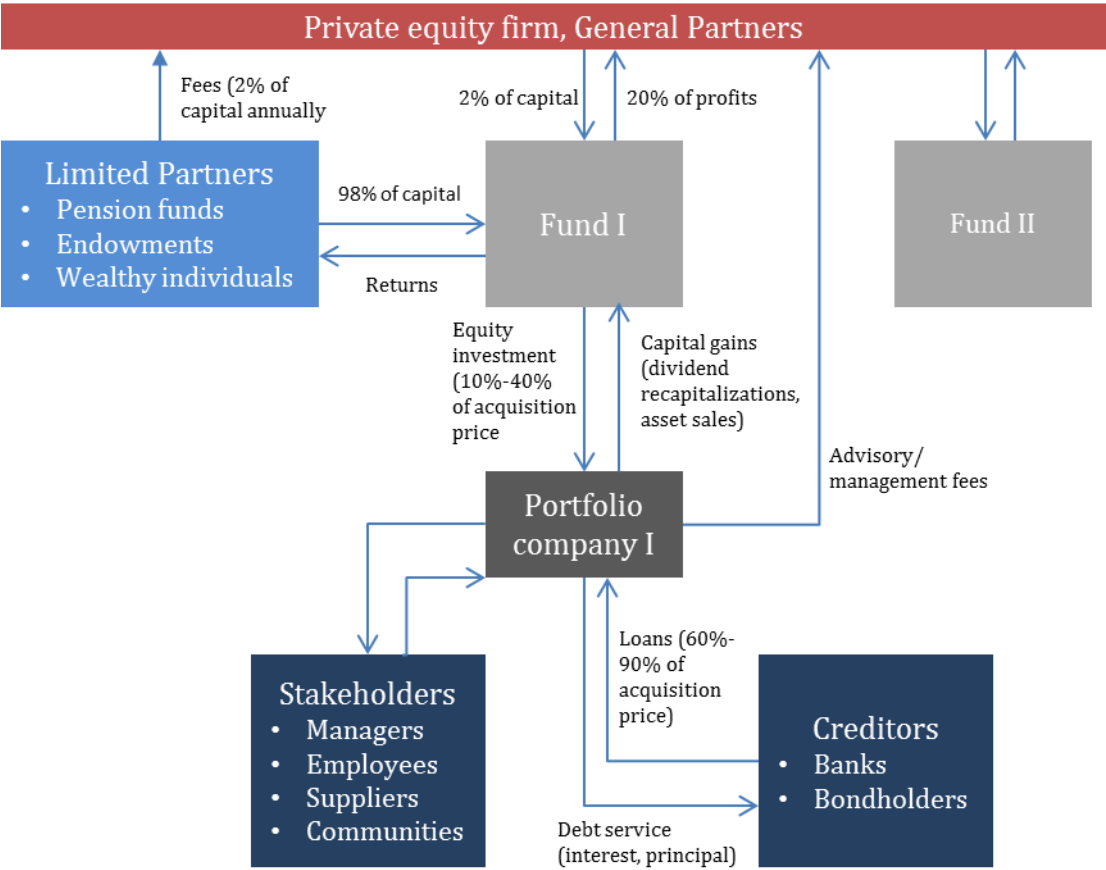 Private equity firm, General Partners
Fees (2% of
capital annually
2% of capital
20% of profits
Limited Partners
• Pension funds
• Endowments
• Wealthy individuals
98% of capital
Returns
Fund I
Fund II
Equity
investment
(10%-40%
of acquisition
price
Capital gains
(dividend
recapitalizations,
asset sales)
Advisory/
management fees
Portfolio
company I
Loans (60%-
90% of
acquisition
price)
Stakeholders
• Managers
• Employees
• Suppliers
• Communities
Creditors
• Banks
• Bondholders
Debt service
(interest, principal)